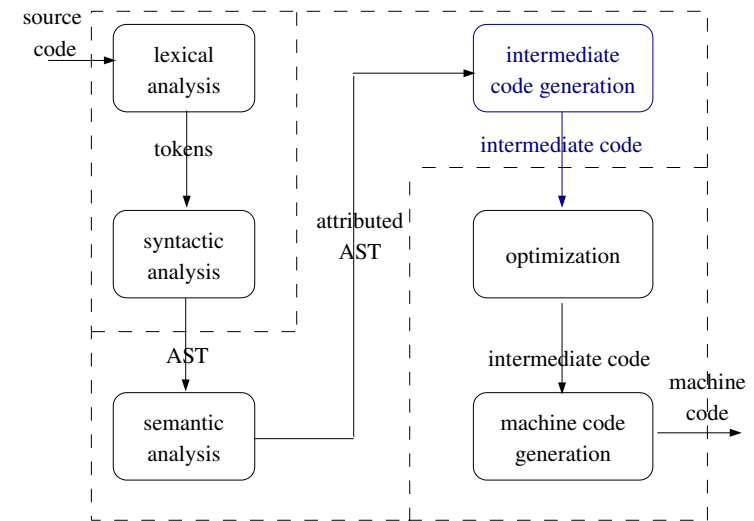 source
code
lexical
analysis
tokens
syntactic
analysis
AST
semantic
analysis
attributed
AST
intermediate
code generation
intermediate code
optimization
intermediate code
machine code
generation
machine
code